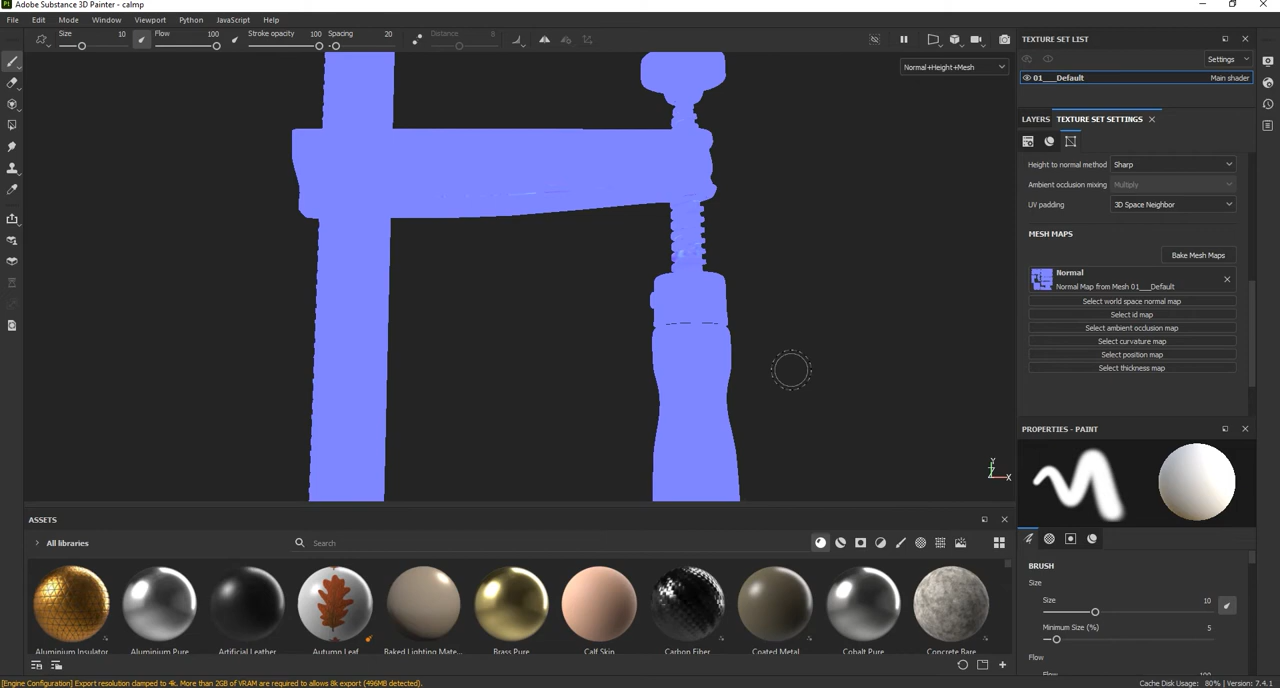 Adobe Substance 3D Painter - calmp
File Edit Mode Window Viewport Python JavaScript Help
Size 10 Flow 100 Stroke opacity 100 Spacing 20 Distance 8
Normal+Height+Mesh
TEXTURE SET LIST
Settings
01___Default Main shader
LAYERS TEXTURE SET SETTINGS
Height to normal method Sharp
Ambient occlusion mixing Multiply
UV padding 3D Space Neighbor
MESH MAPS
Bake Mesh Maps
Normal
Normal Map from Mesh 01___Default
Select world space normal map
Select id map
Select ambient occlusion map
Select curvature map
Select position map
Select thickness map
PROPERTIES - PAINT
Y
Z
X
ASSETS
All libraries
Search
BRUSH
Size
Size 10
Minimum Size (%) 5
Flow
Flow 100
Aluminium Insulator Aluminium Pure Artificial Leather Autumn Leaf Baked Lighting Mate... Brass Pure Calf Skin Carbon Fiber Coated Metal Cobalt Pure Concrete Bare
[Engine Configuration] Export resolution clamped to 4k. More than 2GB of VRAM are required to allows 8k export (496MB detected).
Cache Disk Usage: 80% | Version: 7.4.1